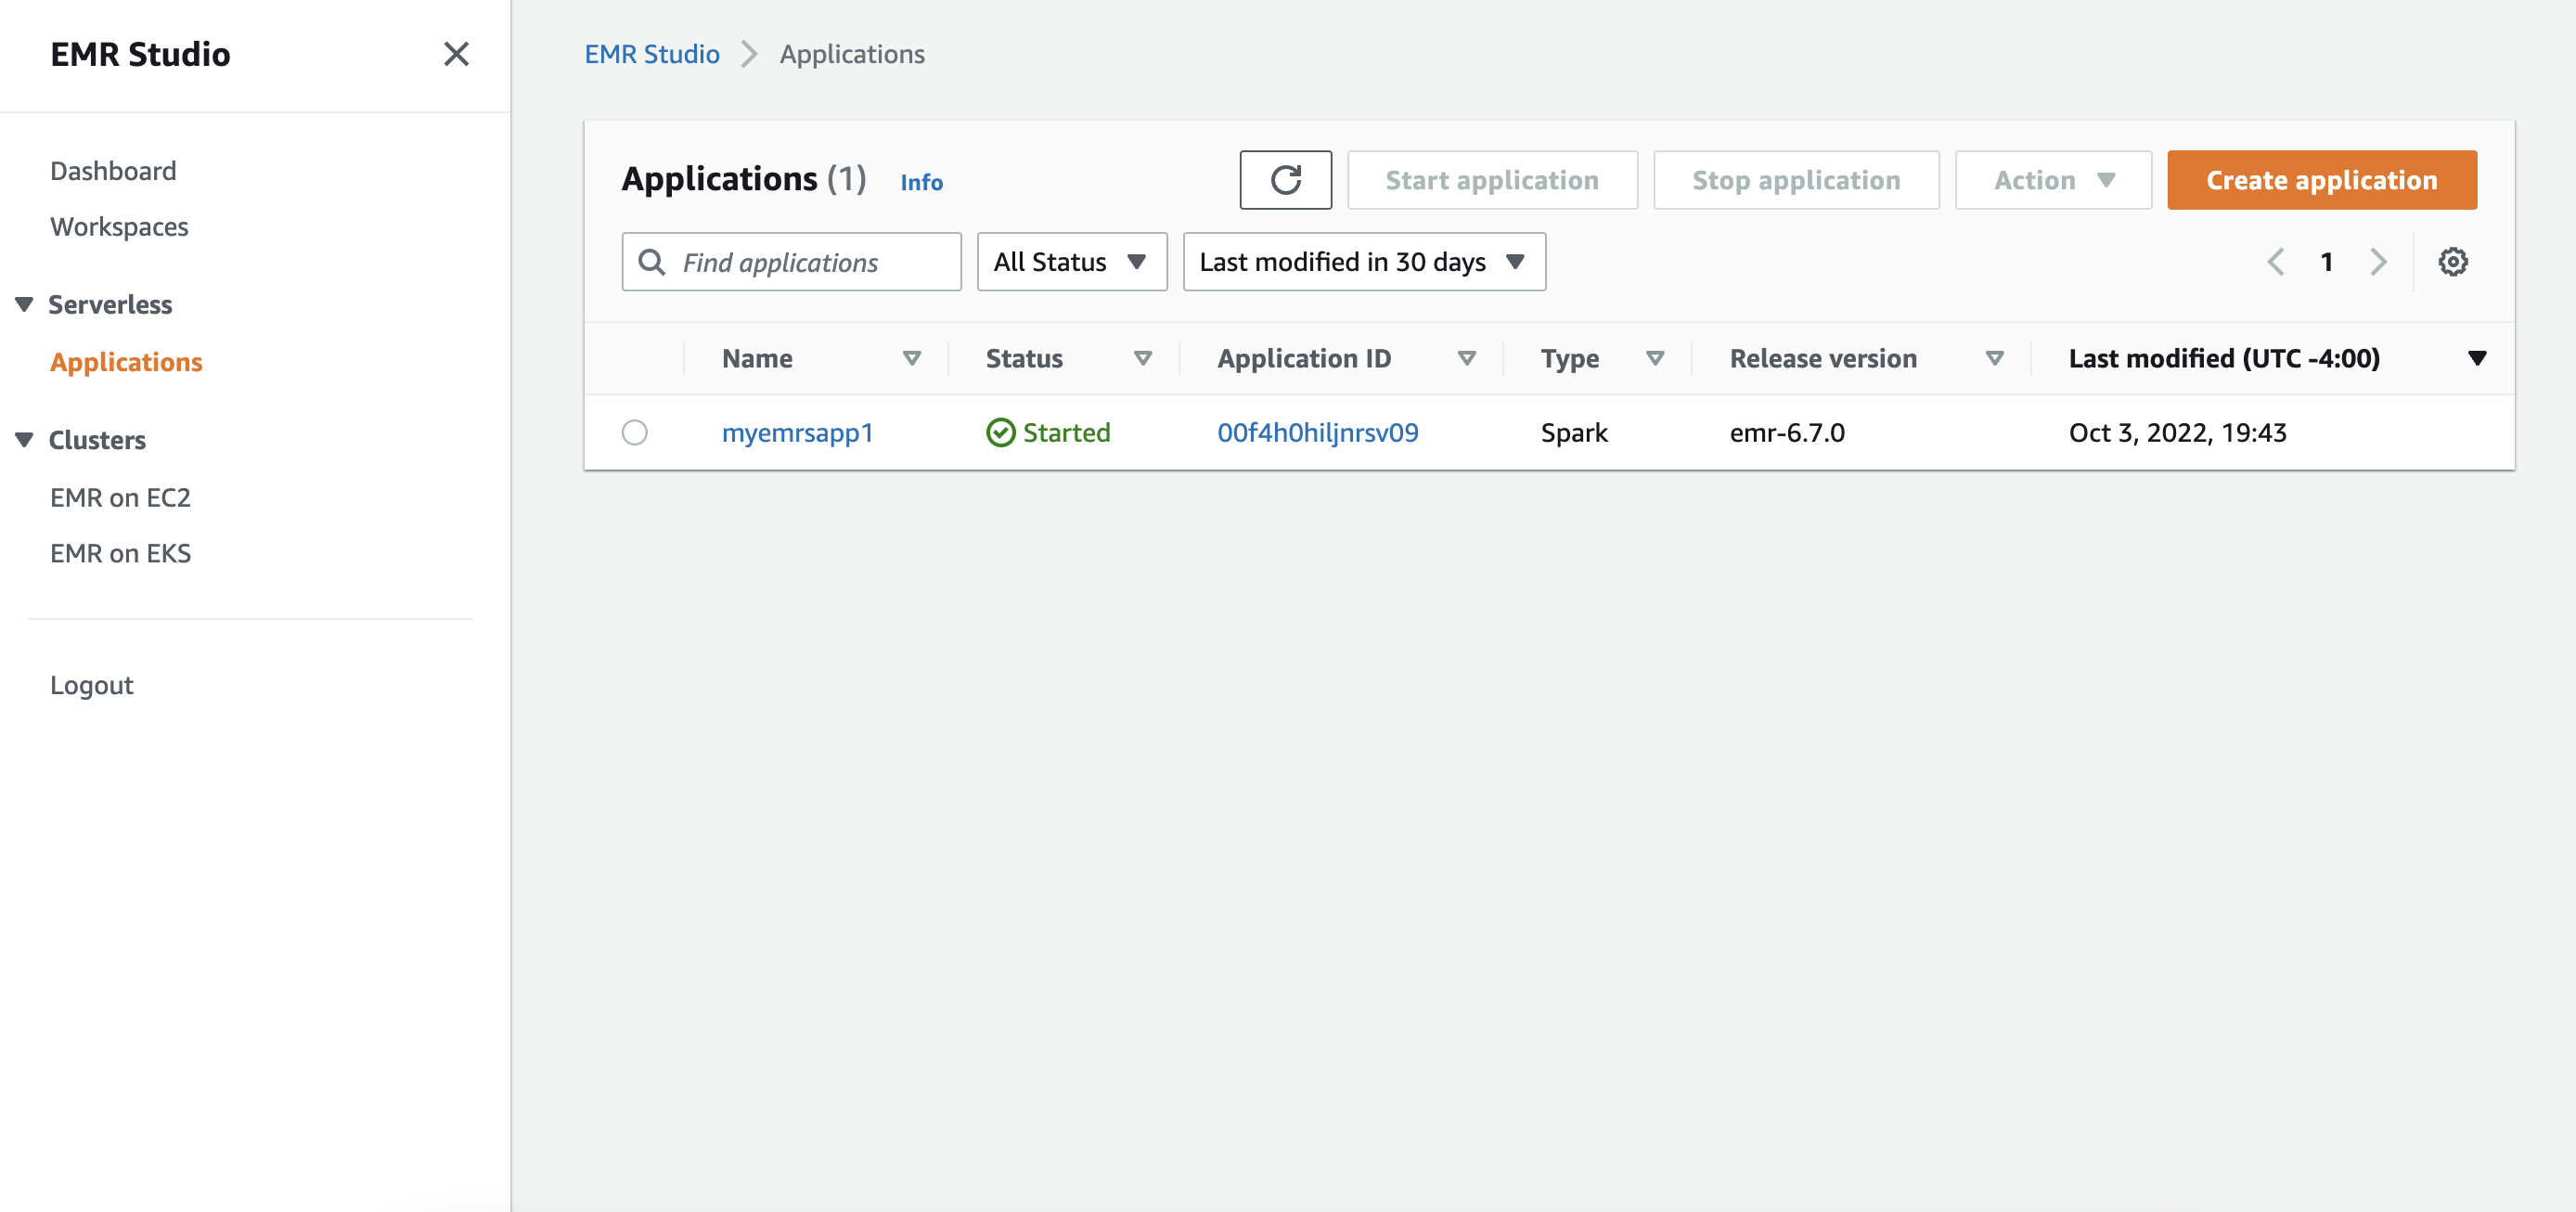 EMR Studio
Dashboard
Workspaces
Serverless
Applications
Clusters
EMR on EC2
EMR on EKS
Logout
EMR Studio Applications
Applications (1) Info Start application Stop application Action Create application
Find applications All Status Last modified in 30 days 1
Name Status Application ID Type Release version Last modified (UTC -4:00)
myemrsapp1 Started 00f4h0hiljnrsv09 Spark emr-6.7.0 Oct 3, 2022, 19:43